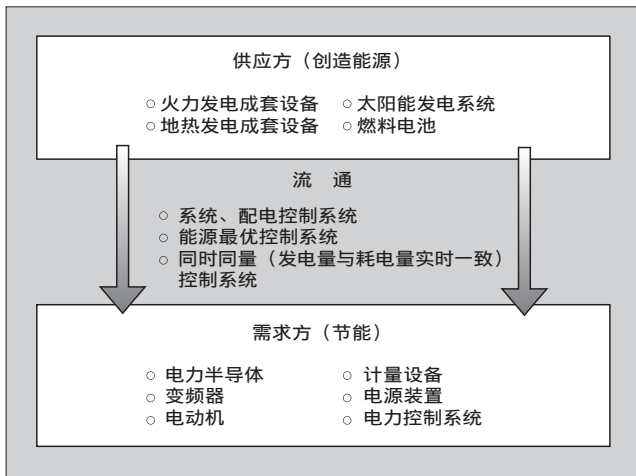 供应方（创造能源）
○ 火力发电成套设备 ○ 太阳能发电系统
○ 地热发电成套设备 ○ 燃料电池
流 通
○ 系统、配电控制系统
○ 能源最优控制系统
○ 同时同量（发电量与耗电量实时一致）
控制系统
需求方（节能）
○ 电力半导体 ○ 计量设备
○ 变频器 ○ 电源装置
○ 电动机 ○ 电力控制系统